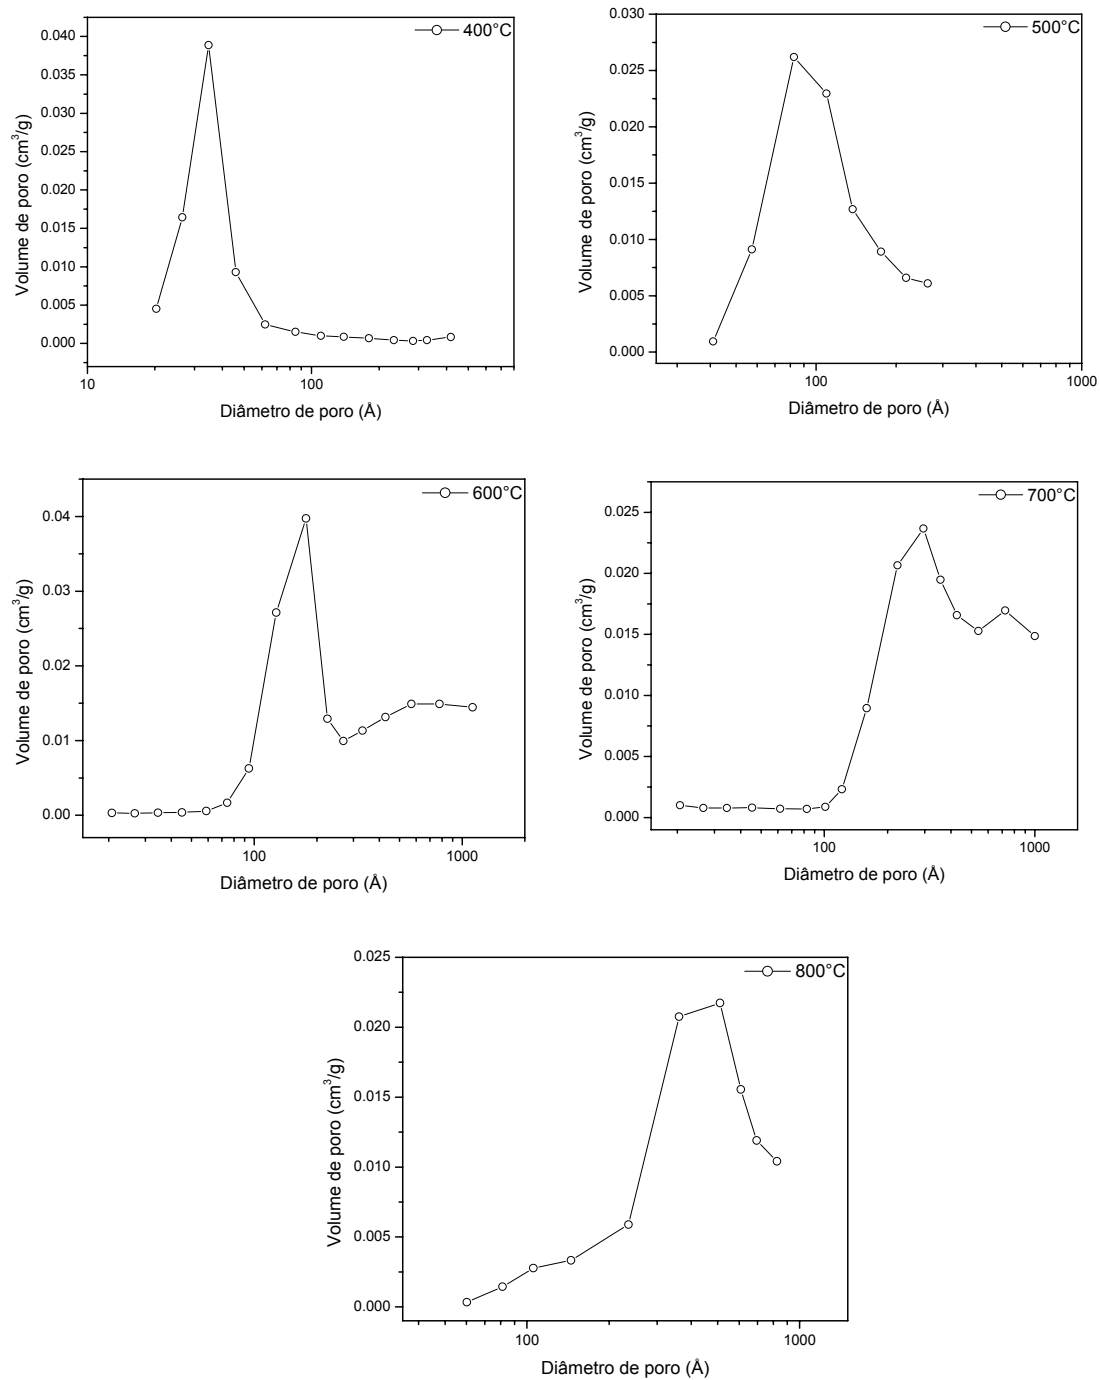 400°C
0.040
0.035
0.030
0.025
0.020
0.015
0.010
0.005
0.000
Volume de poro (cm³/g)
10
100
Diâmetro de poro (Å)
500°C
0.030
0.025
0.020
0.015
0.010
0.005
0.000
Volume de poro (cm³/g)
100
1000
Diâmetro de poro (Å)
600°C
0.04
0.03
0.02
0.01
0.00
Volume de poro (cm³/g)
100
1000
Diâmetro de poro (Å)
700°C
0.025
0.020
0.015
0.010
0.005
0.000
Volume de poro (cm³/g)
100
1000
Diâmetro de poro (Å)
800°C
0.025
0.020
0.015
0.010
0.005
0.000
Volume de poro (cm³/g)
100
1000
Diâmetro de poro (Å)